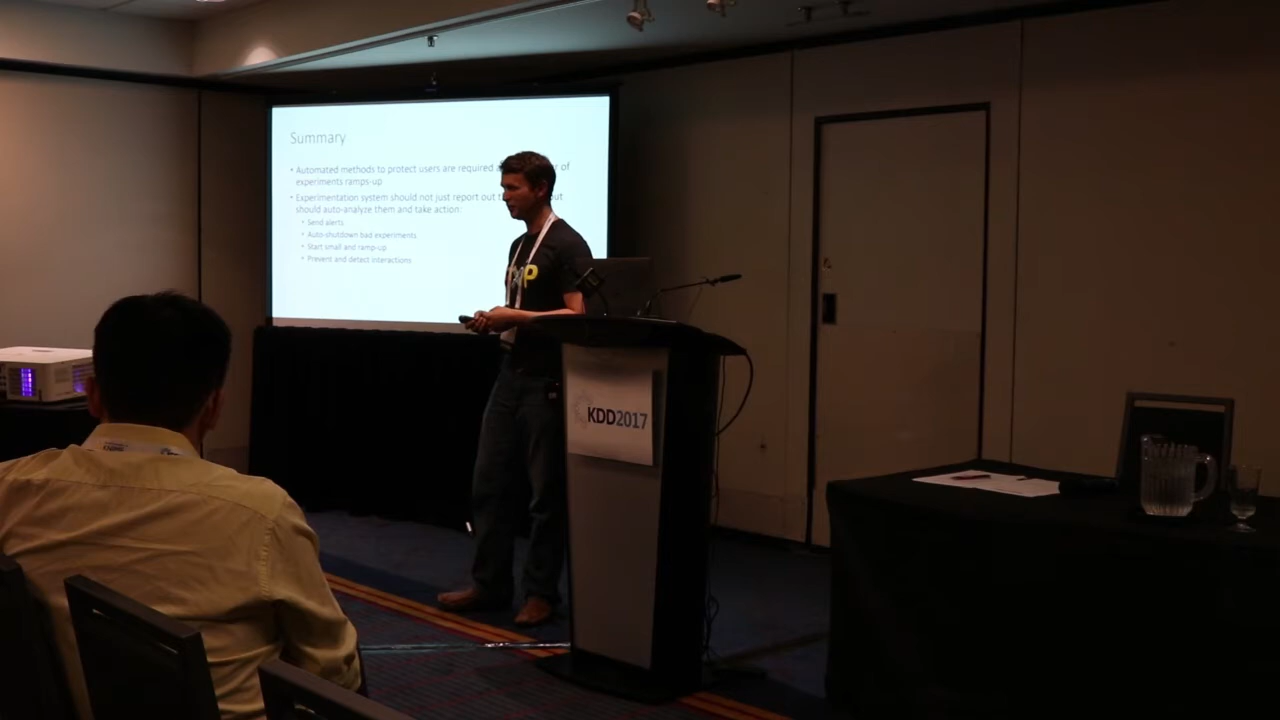 Summary
• Automated methods to protect users are required of
experiments ramps-up
• Experimentation system should not just report out but
should auto-analyze them and take action:
• Send alerts
• Auto-shutdown bad experiments.
• Start small and ramp-up
• Prevent and detect interactions
P
KDD2017